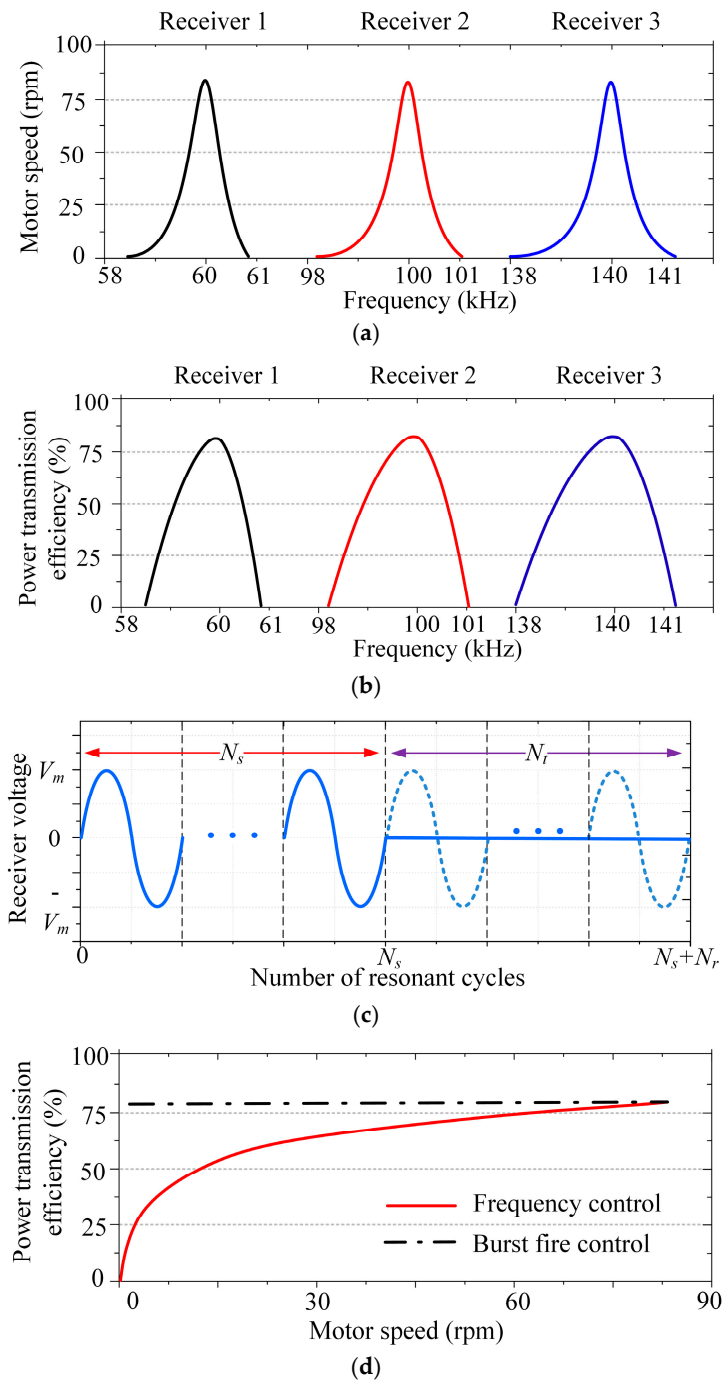 Receiver 1 Receiver 2 Receiver 3
100
75
50
25
0
Motor speed (rpm)
58 60 61 98 100 101 138 140 141
Frequency (kHz)
(a)
Receiver 1 Receiver 2 Receiver 3
100
75
50
25
0
Power transmission
efficiency (%)
58 60 61 98 100 101 138 140 141
Frequency (kHz)
(b)
Ns Nt
Vm
0
-
Vm
Receiver voltage
0 Ns Ns+Nr
Number of resonant cycles
(c)
100
75
50
25
0
Power transmission
efficiency (%)
Frequency control
Burst fire control
0 30 60 90
Motor speed (rpm)
(d)